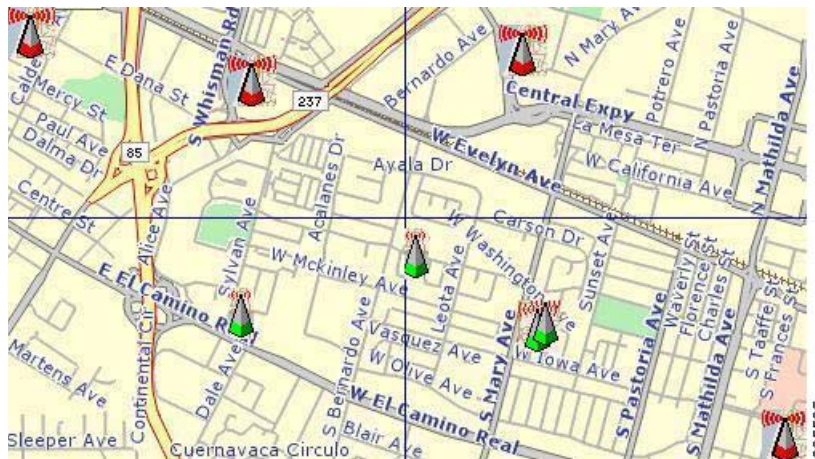 S Whisman Rd
Bernardo Ave
N Mary Ave
Potrero Ave
N Pastoria Ave
N Mathilda Ave
E Dana St
Mercy St
237
Central Expy
Paul Ave
Dalma Dr
85
La Mesa Ter
W Evelyn Ave
W California Ave
Ayala Dr
Centre St
Alice Ave
Sylvan Ave
Acalanes Dr
Carson Dr
W Washington Ave
Sunset Ave
W Mckinley Ave
Leota Ave
Waverly St
Florence St
Charles St
E El Camino Real
Vasquez Ave
W Iowa Ave
S Taaffe S
S Frances S
Martens Ave
Continental Cir
Dale Ave
S Bernardo Ave
W Olive Ave
S Mary Ave
S Pastoria Ave
S Mathilda Ave
W El Camino Real
Sleeper Ave
Cuernavaca Circulo
Blair Ave